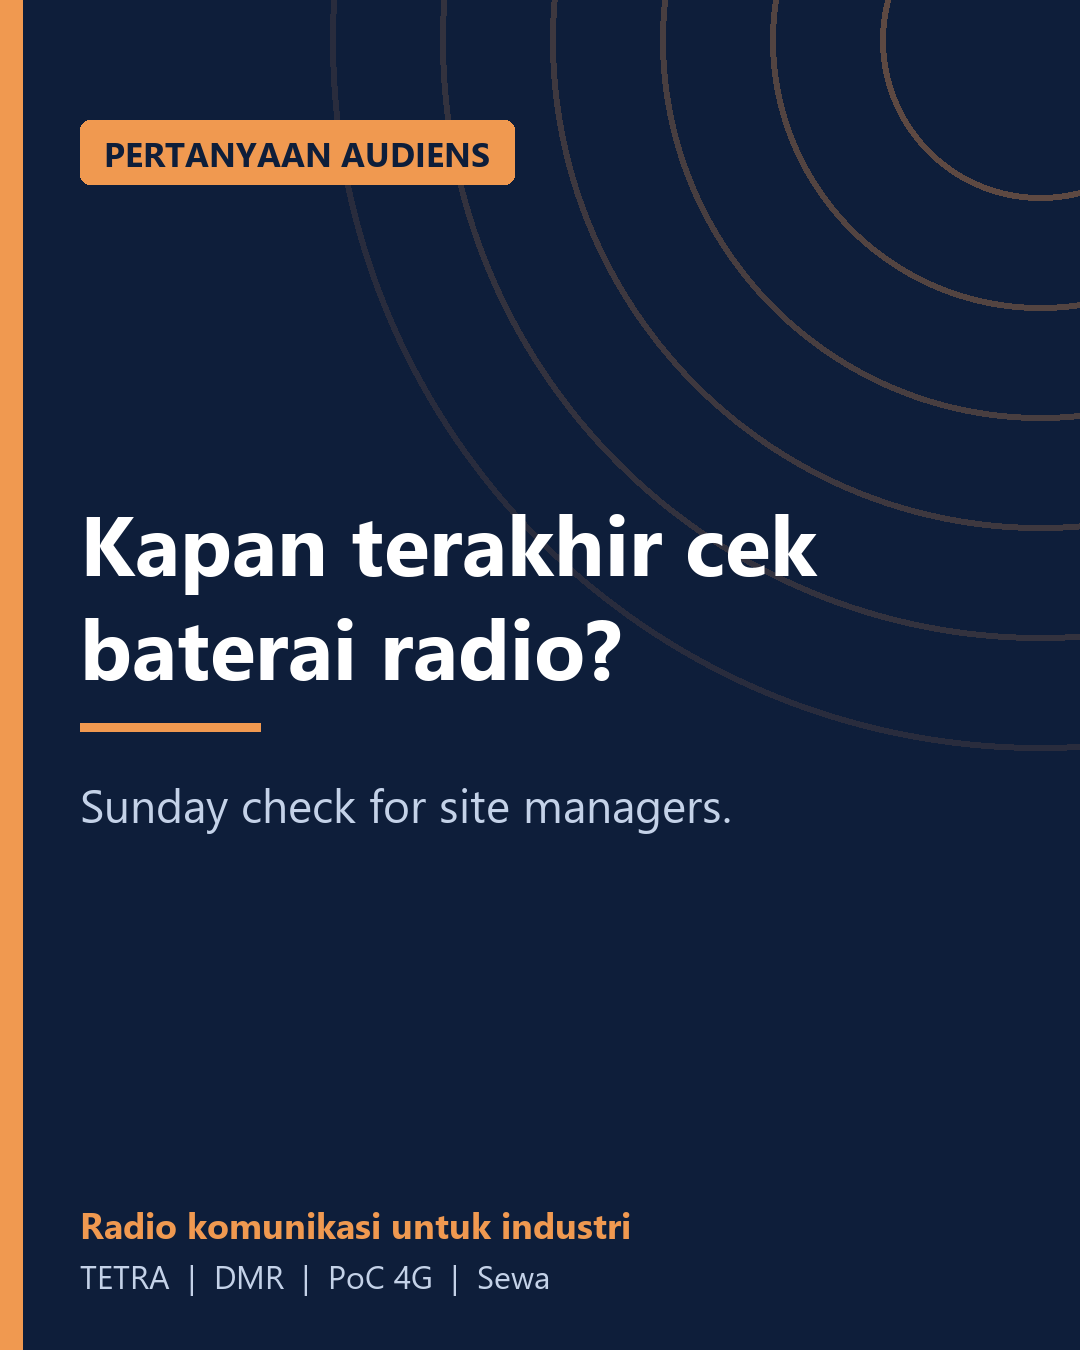 PERTANYAAN AUDIENS
Kapan terakhir cek
baterai radio?
Sunday check for site managers.
Radio komunikasi untuk industri
TETRA | DMR | PoC 4G | Sewa